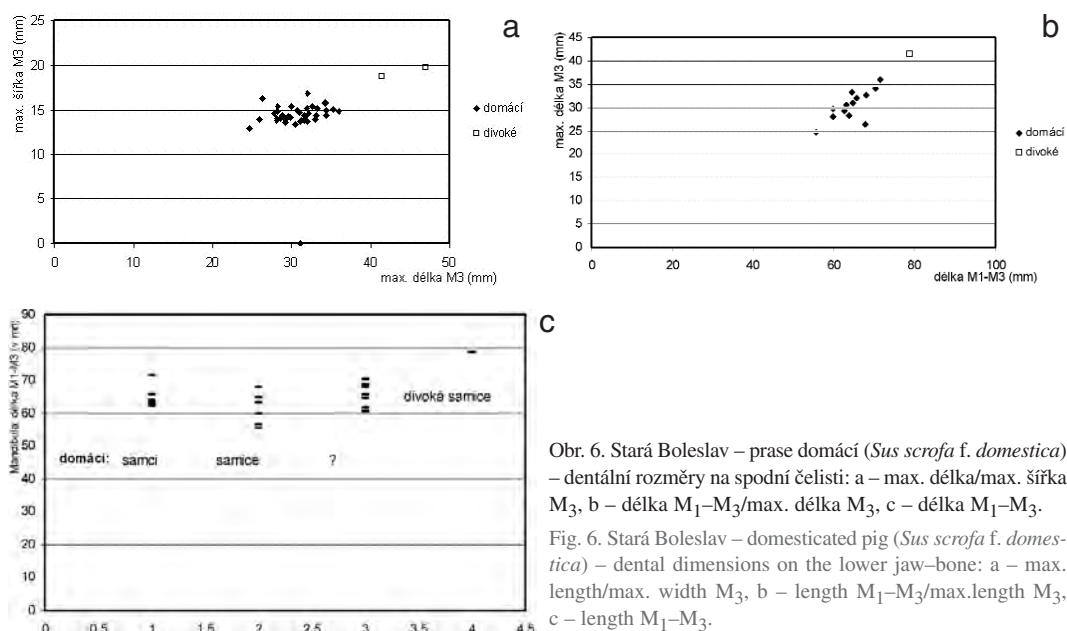 a
max. šířka M3 (mm)
25
20
15
10
5
0
0 10 20 30 40 50
max. délka M3 (mm)
domácí
divoké
b
max. délka M3 (mm)
45
40
35
30
25
20
15
10
5
0
0 20 40 60 80 100
délka M1-M3 (mm)
domácí
divoké
c
Mandibula: délka M1-M3 (v mm)
90
80
70
60
50
40
30
20
10
0
divoká samice
domácí: samci samice ?
0 0.5 1 1.5 2 2.5 3 3.5 4 4.5
Obr. 6. Stará Boleslav – prase domácí (Sus scrofa f. domestica)
– dentální rozměry na spodní čelisti: a – max. délka/max. šířka
M3, b – délka M1–M3/max. délka M3, c – délka M1–M3.
Fig. 6. Stará Boleslav – domesticated pig (Sus scrofa f. domes-
tica) – dental dimensions on the lower jaw–bone: a – max.
length/max. width M3, b – length M1–M3/max.length M3,
c – length M1–M3.